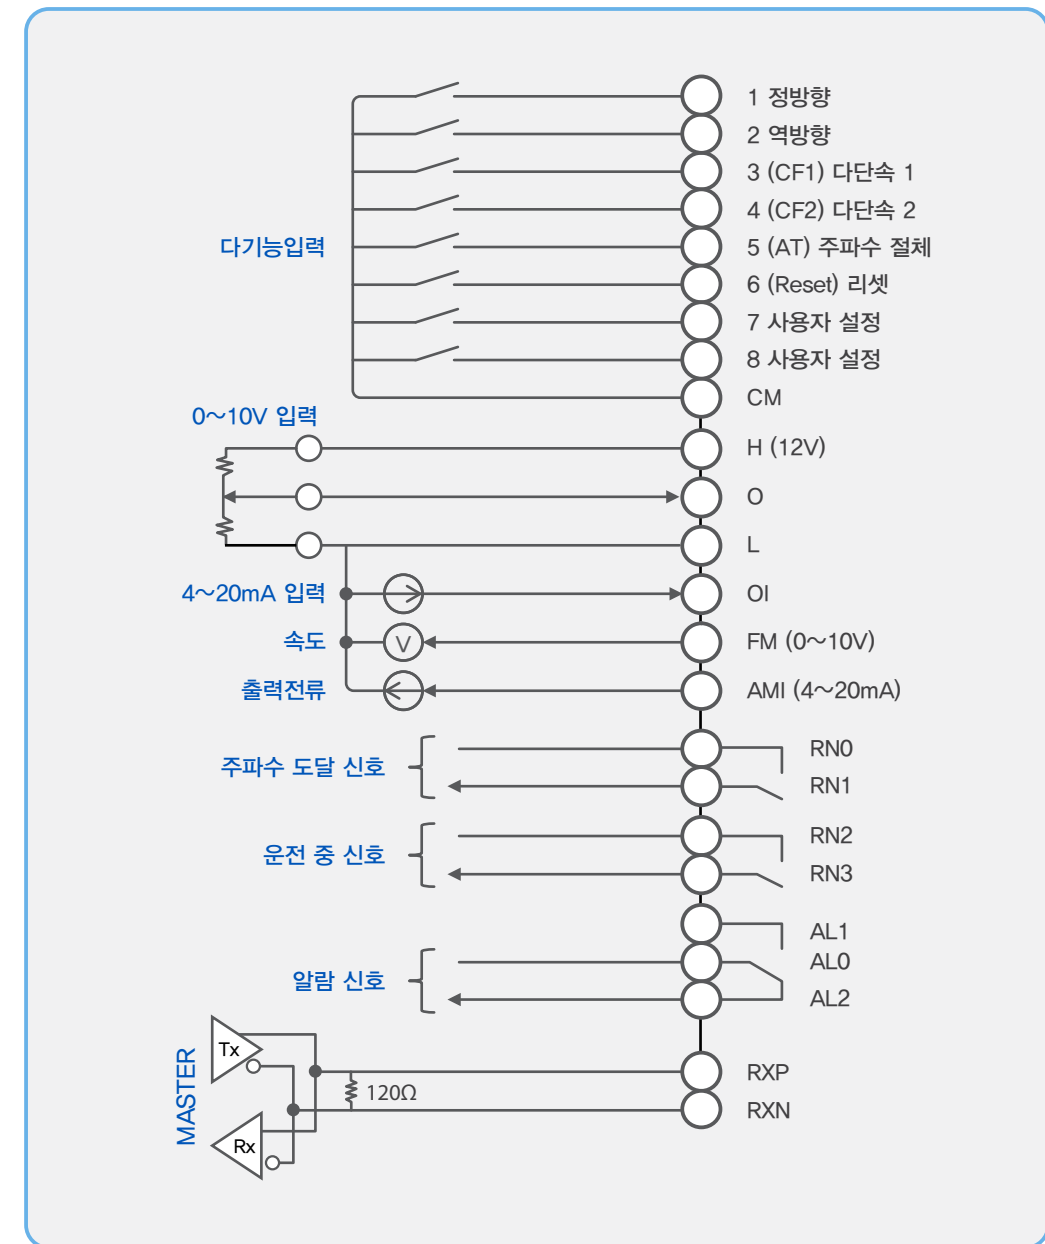 1 정방향
2 역방향
3 (CF1) 다단속 1
4 (CF2) 다단속 2
다기능입력
5 (AT) 주파수 절체
6 (Reset) 리셋
7 사용자 설정
8 사용자 설정
CM
0~10V 입력
H (12V)
O
L
4~20mA 입력
OI
속도
V
FM (0~10V)
출력전류
AMI (4~20mA)
주파수 도달 신호
RN0
RN1
운전 중 신호
RN2
RN3
알람 신호
AL1
AL0
AL2
MASTER
Tx
Rx
120Ω
RXP
RXN